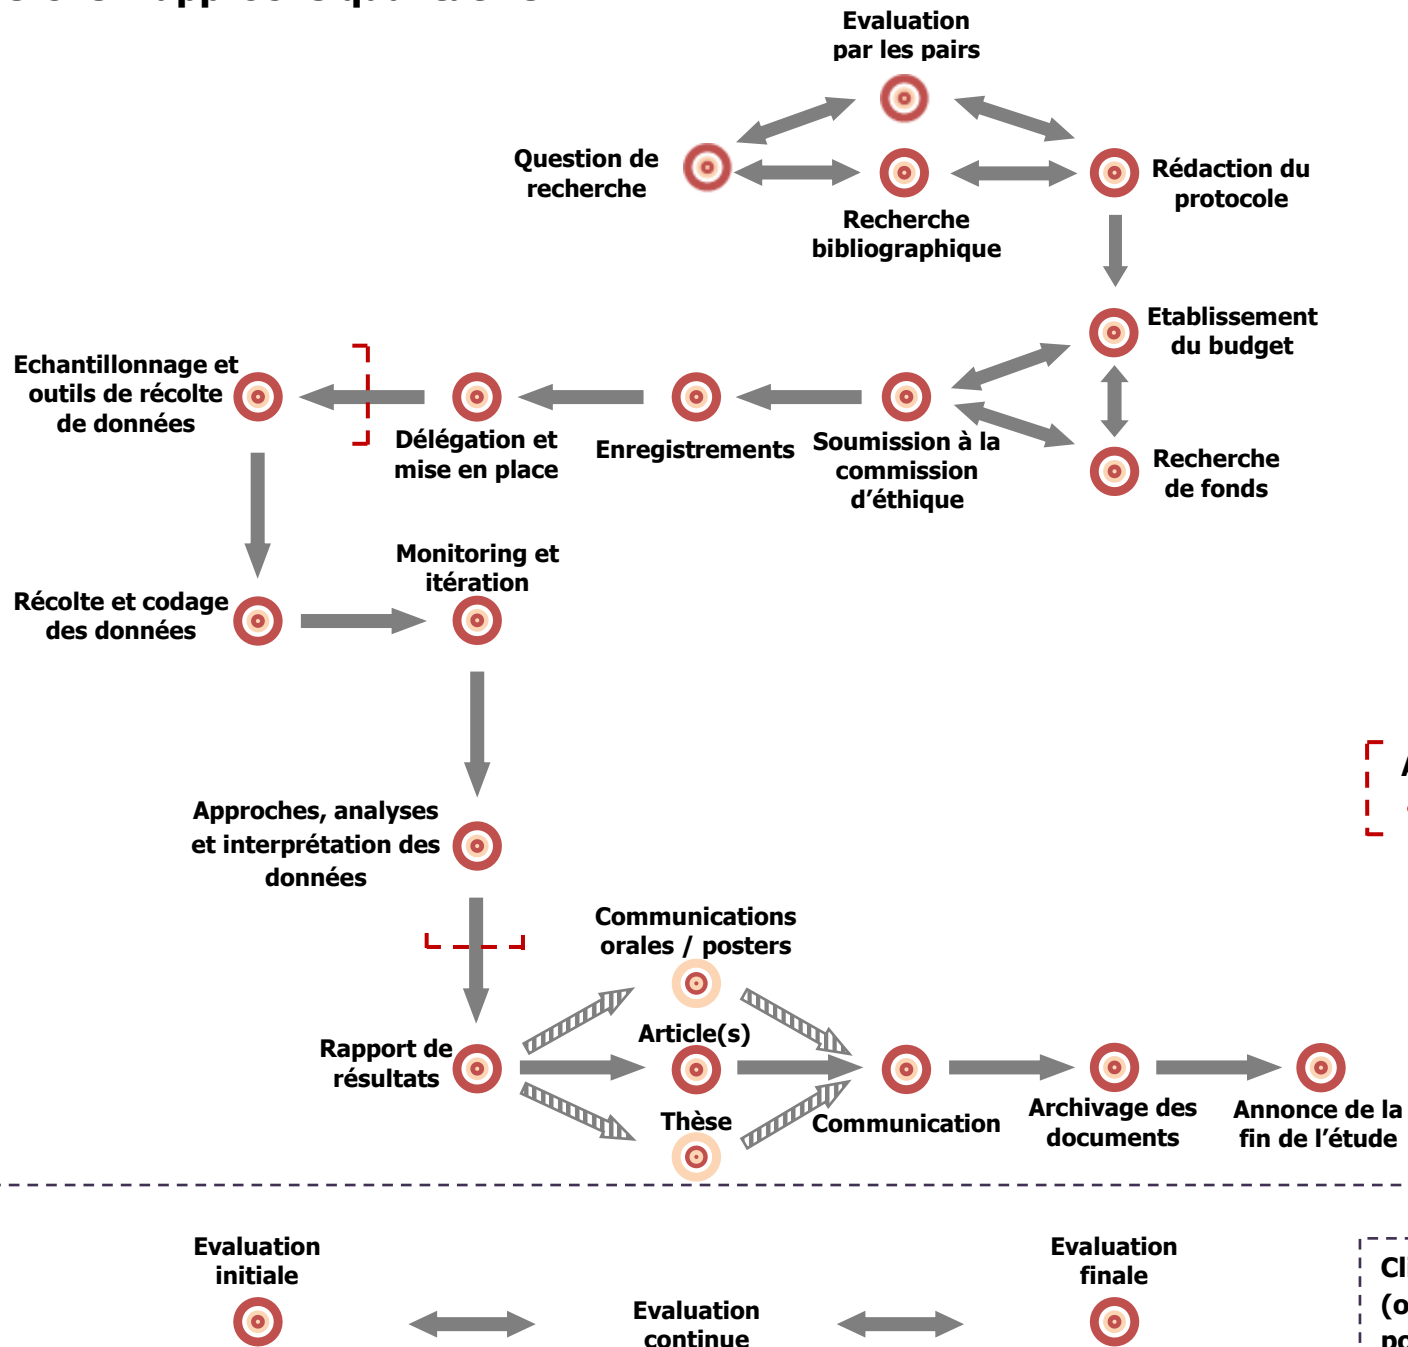 Evaluation
par les pairs
Question de
recherche
Recherche
bibliographique
Rédaction du
protocole
Etablissement
du budget
Recherche
de fonds
Soumission à la
commission
d’éthique
Enregistrements
Délégation et
mise en place
Echantillonnage et
outils de récolte
de données
Récolte et codage
des données
Monitoring et
itération
Approches, analyses
et interprétation des
données
Rapport de
résultats
Communications
orales / posters
Article(s)
Thèse
Communication
Archivage des
documents
Annonce de la
fin de l’étude
Evaluation
initiale
Evaluation
continue
Evaluation
finale